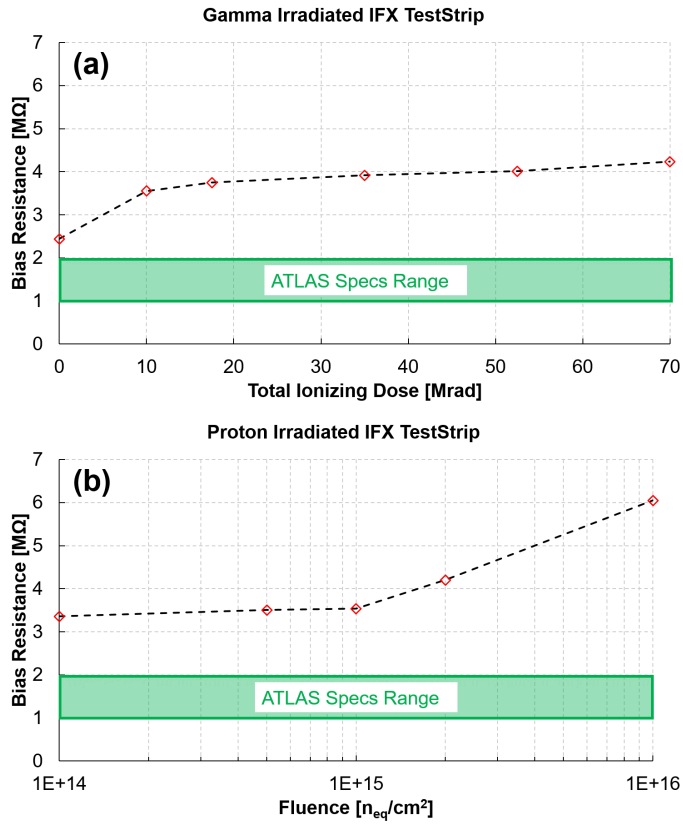 Gamma Irradiated IFX TestStrip
(a)
Bias Resistance [MΩ]
7
6
5
4
3
2
1
0
ATLAS Specs Range
0 10 20 30 40 50 60 70
Total Ionizing Dose [Mrad]
Proton Irradiated IFX TestStrip
(b)
Bias Resistance [MΩ]
7
6
5
4
3
2
1
0
ATLAS Specs Range
1E+14 1E+15 1E+16
Fluence [nₑq/cm²]